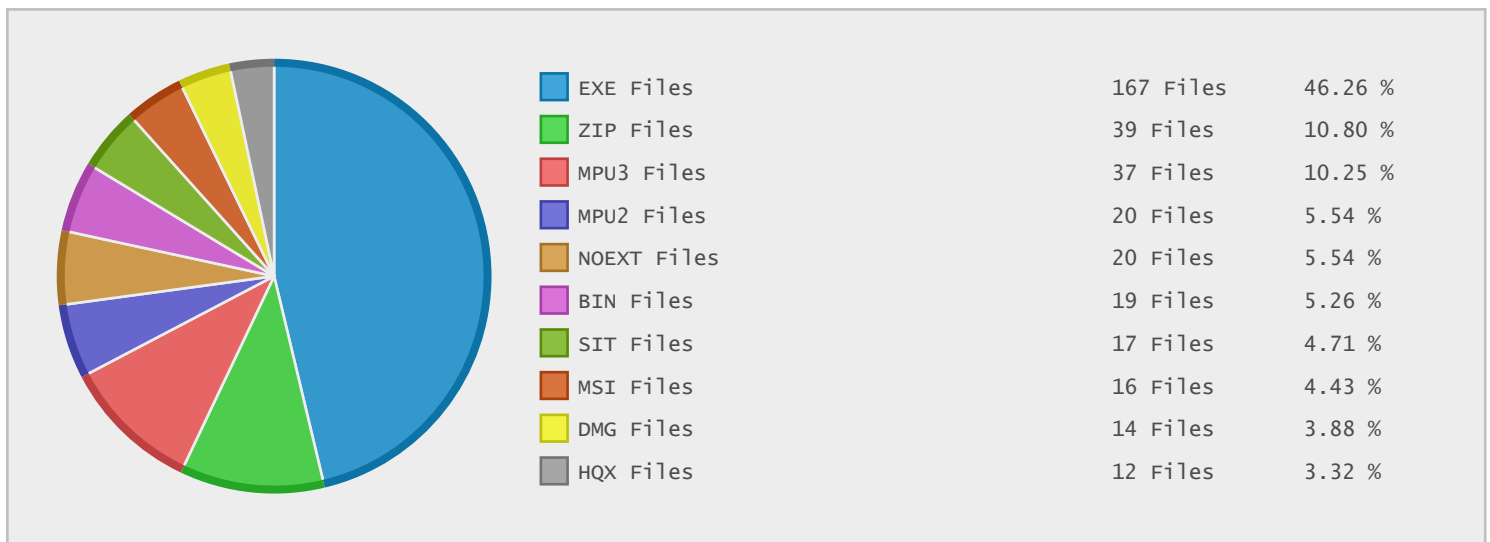 EXE Files 167 Files 46.26 %
ZIP Files 39 Files 10.80 %
MPU3 Files 37 Files 10.25 %
MPU2 Files 20 Files 5.54 %
NOEXT Files 20 Files 5.54 %
BIN Files 19 Files 5.26 %
SIT Files 17 Files 4.71 %
MSI Files 16 Files 4.43 %
DMG Files 14 Files 3.88 %
HQX Files 12 Files 3.32 %